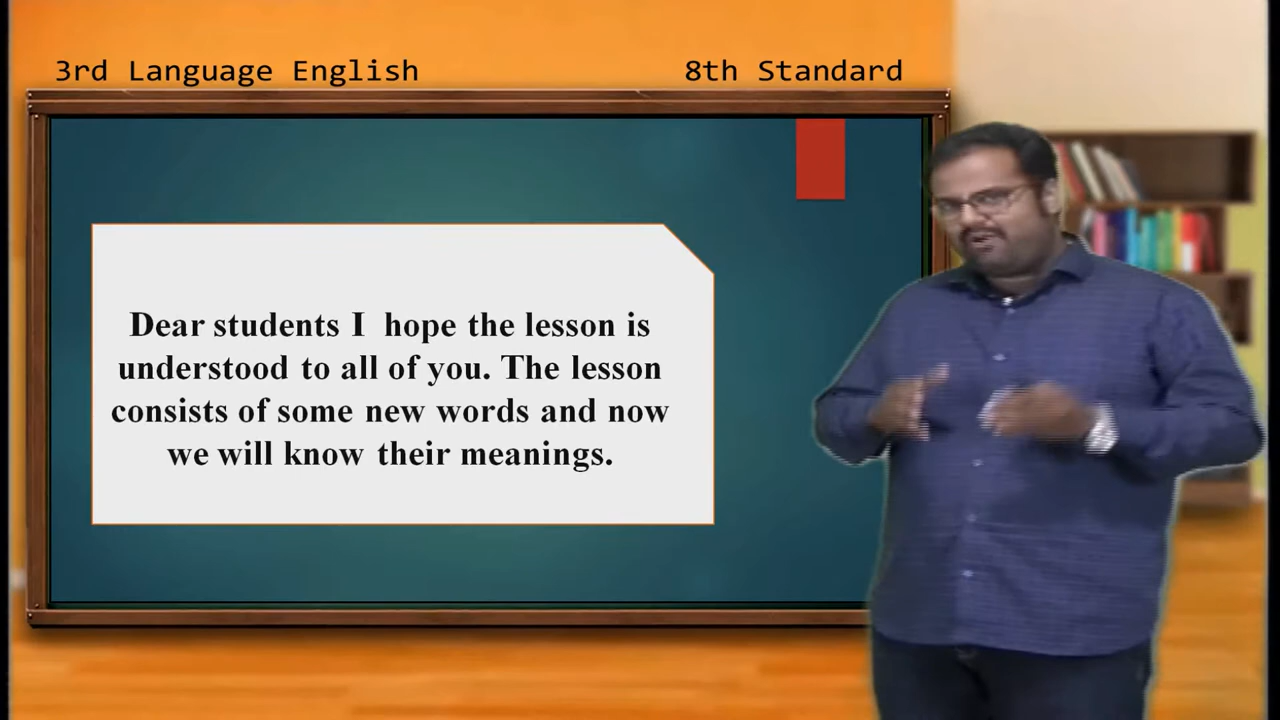 3rd Language English
8th Standard
Dear students I hope the lesson is
understood to all of you. The lesson
consists of some new words and now
we will know their meanings.